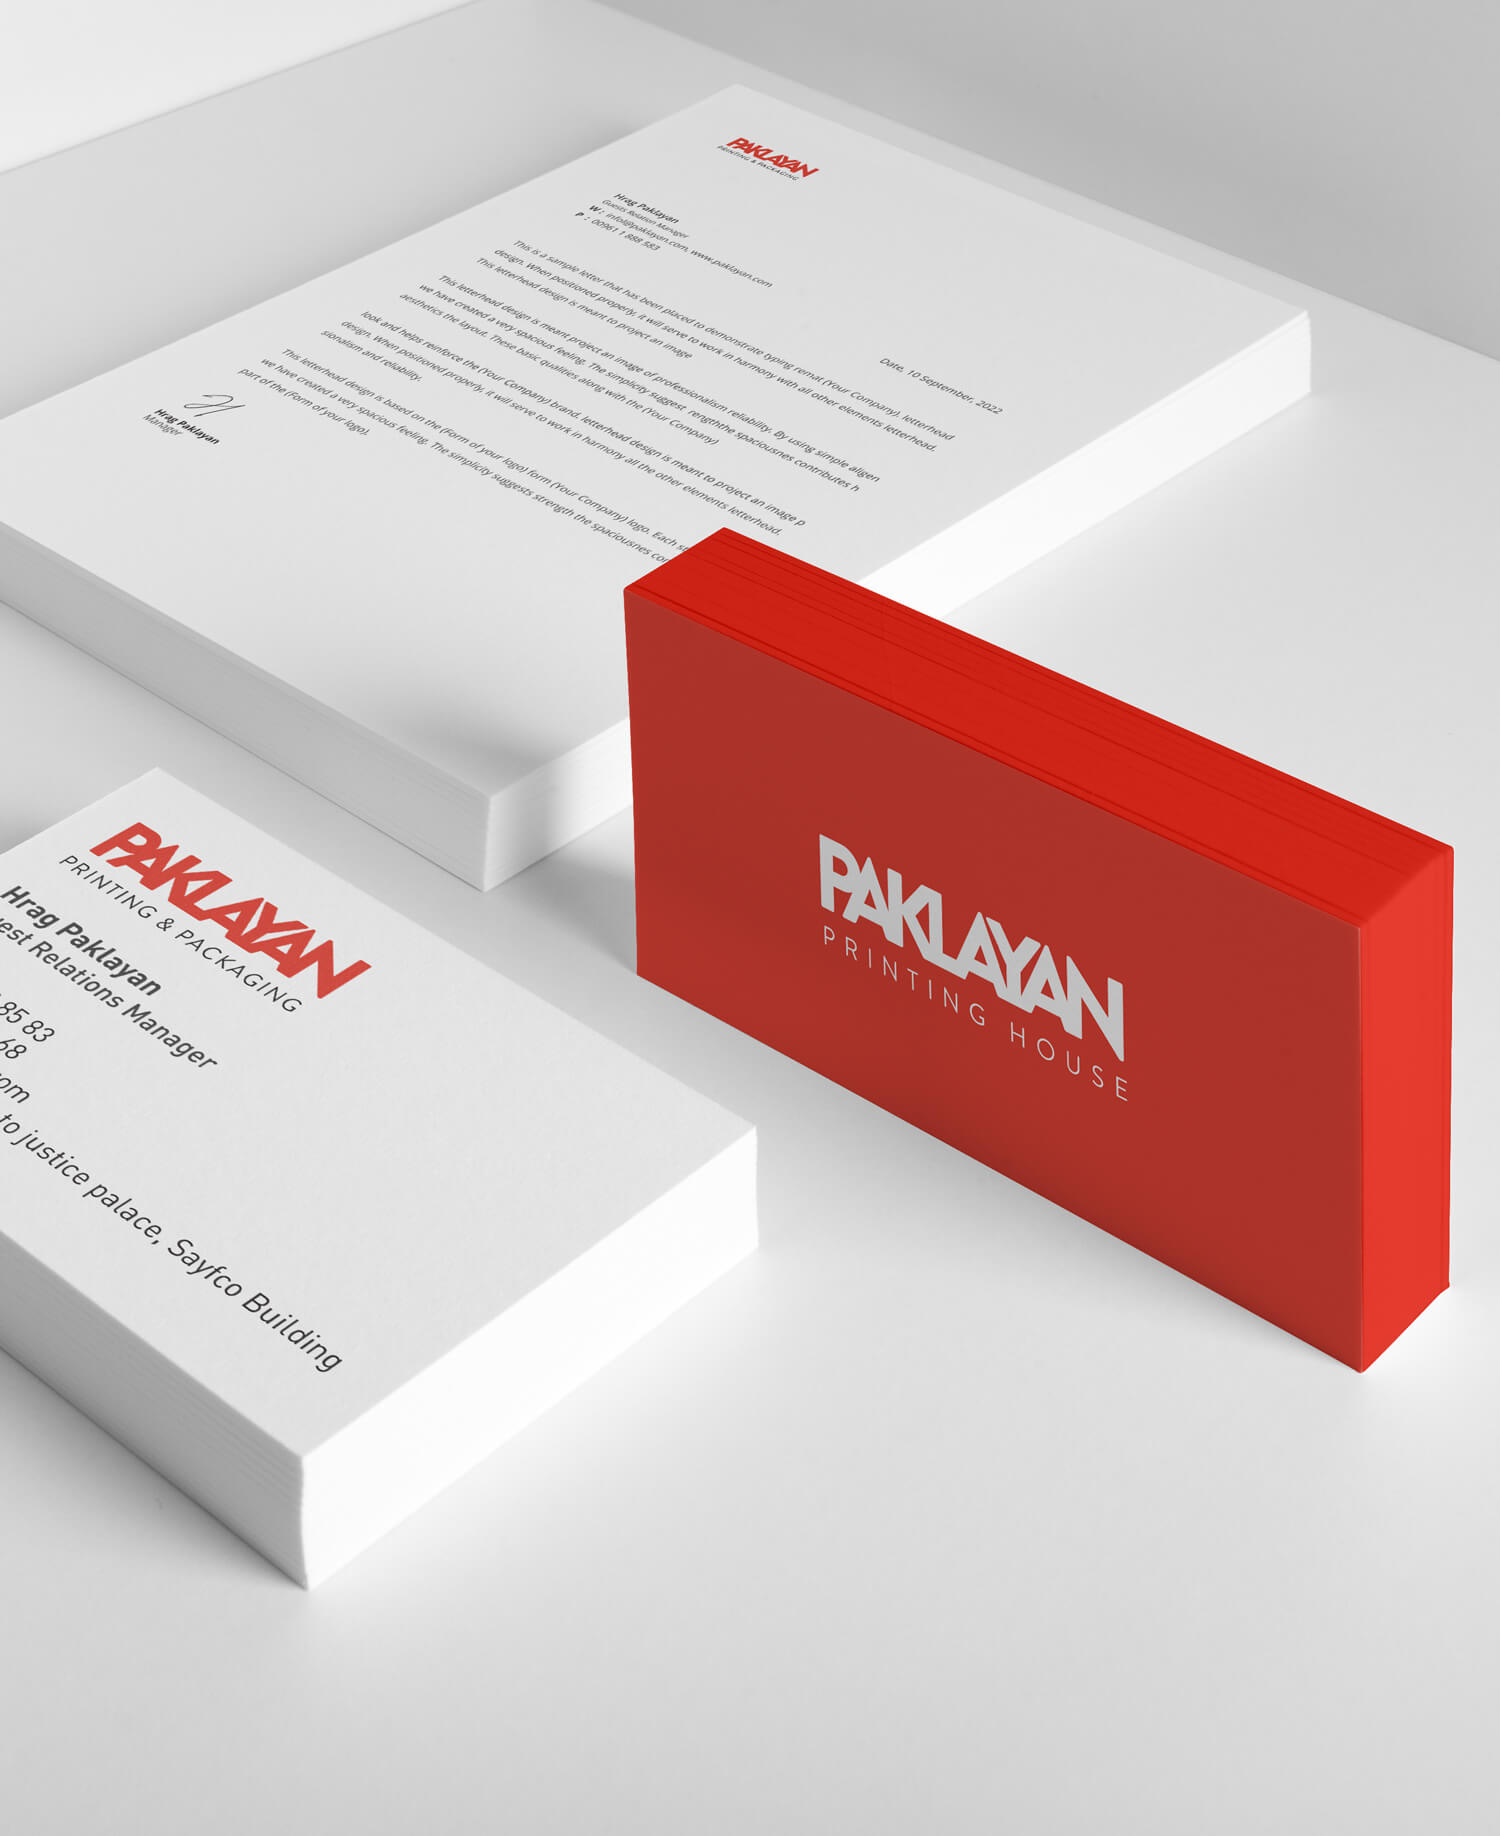 PAKLAYAN
PRINTING & PACKAGING
Hrag Paklayan
Guests Relation Manager
W : info@paklayan.com, www.paklayan.com
P : 00961 1 888 583
Date, 10 September, 2022
This is a sample letter that has been placed to demonstrate typing remat (Your Company). letterhead
design. When positioned properly, it will serve to work in harmony with all other elements letterhead.
This letterhead design is meant to project an image
This letterhead design is meant project an image of professionalism reliability. By using simple aligen
we have created a very spacious feeling. The simplicity suggest rengththe spaciousnes contributes h
aesthetics the layout. These basic qualities along with the (Your Company)
look and helps reinforce the (Your Company) brand. letterhead design is meant to project an image p
design. When positioned properly, it will serve to work in harmony all the other elements letterhead.
sionalism and reliability.
This letterhead design is based on the (Form of your logo) form (Your Company) logo. Each
we have created a very spacious feeling. The simplicity suggests strength the spaciousnes
part of the (Form of your logo).
Hrag Paklayan
Manager
PAKLAYAN
PRINTING HOUSE
PAKLAYAN
PRINTING & PACKAGING
Hrag Paklayan
Relations Manager
85 83
68
om
to justice palace, Sayfco Building